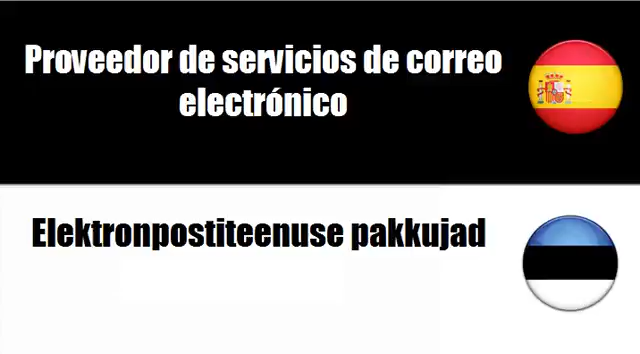 Proveedor de servicios de correo
electrónico
Elektronpostiteenuse pakkujad